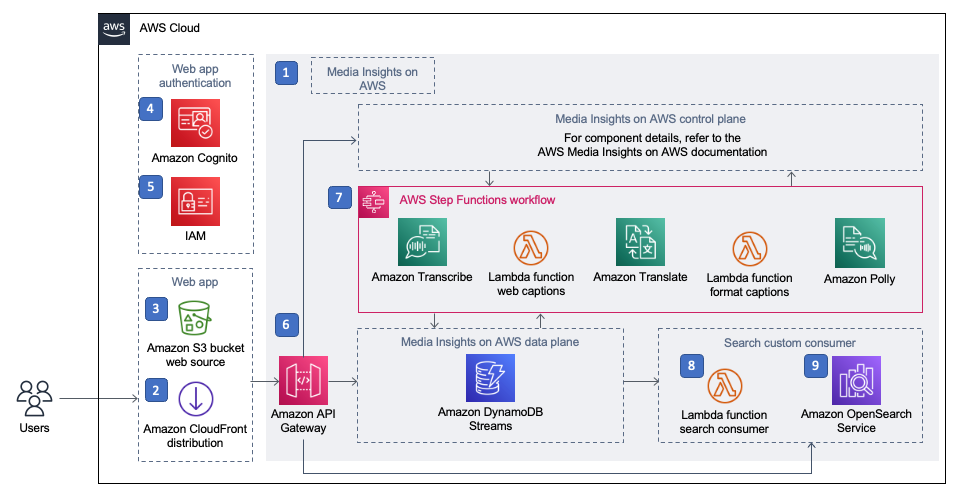 aws
AWS Cloud
Web app
authentication
4
Amazon Cognito
5
IAM
Web app
3
Amazon S3 bucket
web source
2
Amazon CloudFront
distribution
Users
1
Media Insights on
AWS
Media Insights on AWS control plane
For component details, refer to the
AWS Media Insights on AWS documentation
7
AWS Step Functions workflow
Amazon Transcribe
Lambda function
web captions
Amazon Translate
Lambda function
format captions
Amazon Polly
6
Amazon API
Gateway
Media Insights on AWS data plane
Amazon DynamoDB
Streams
Search custom consumer
8
Lambda function
search consumer
9
Amazon OpenSearch
Service